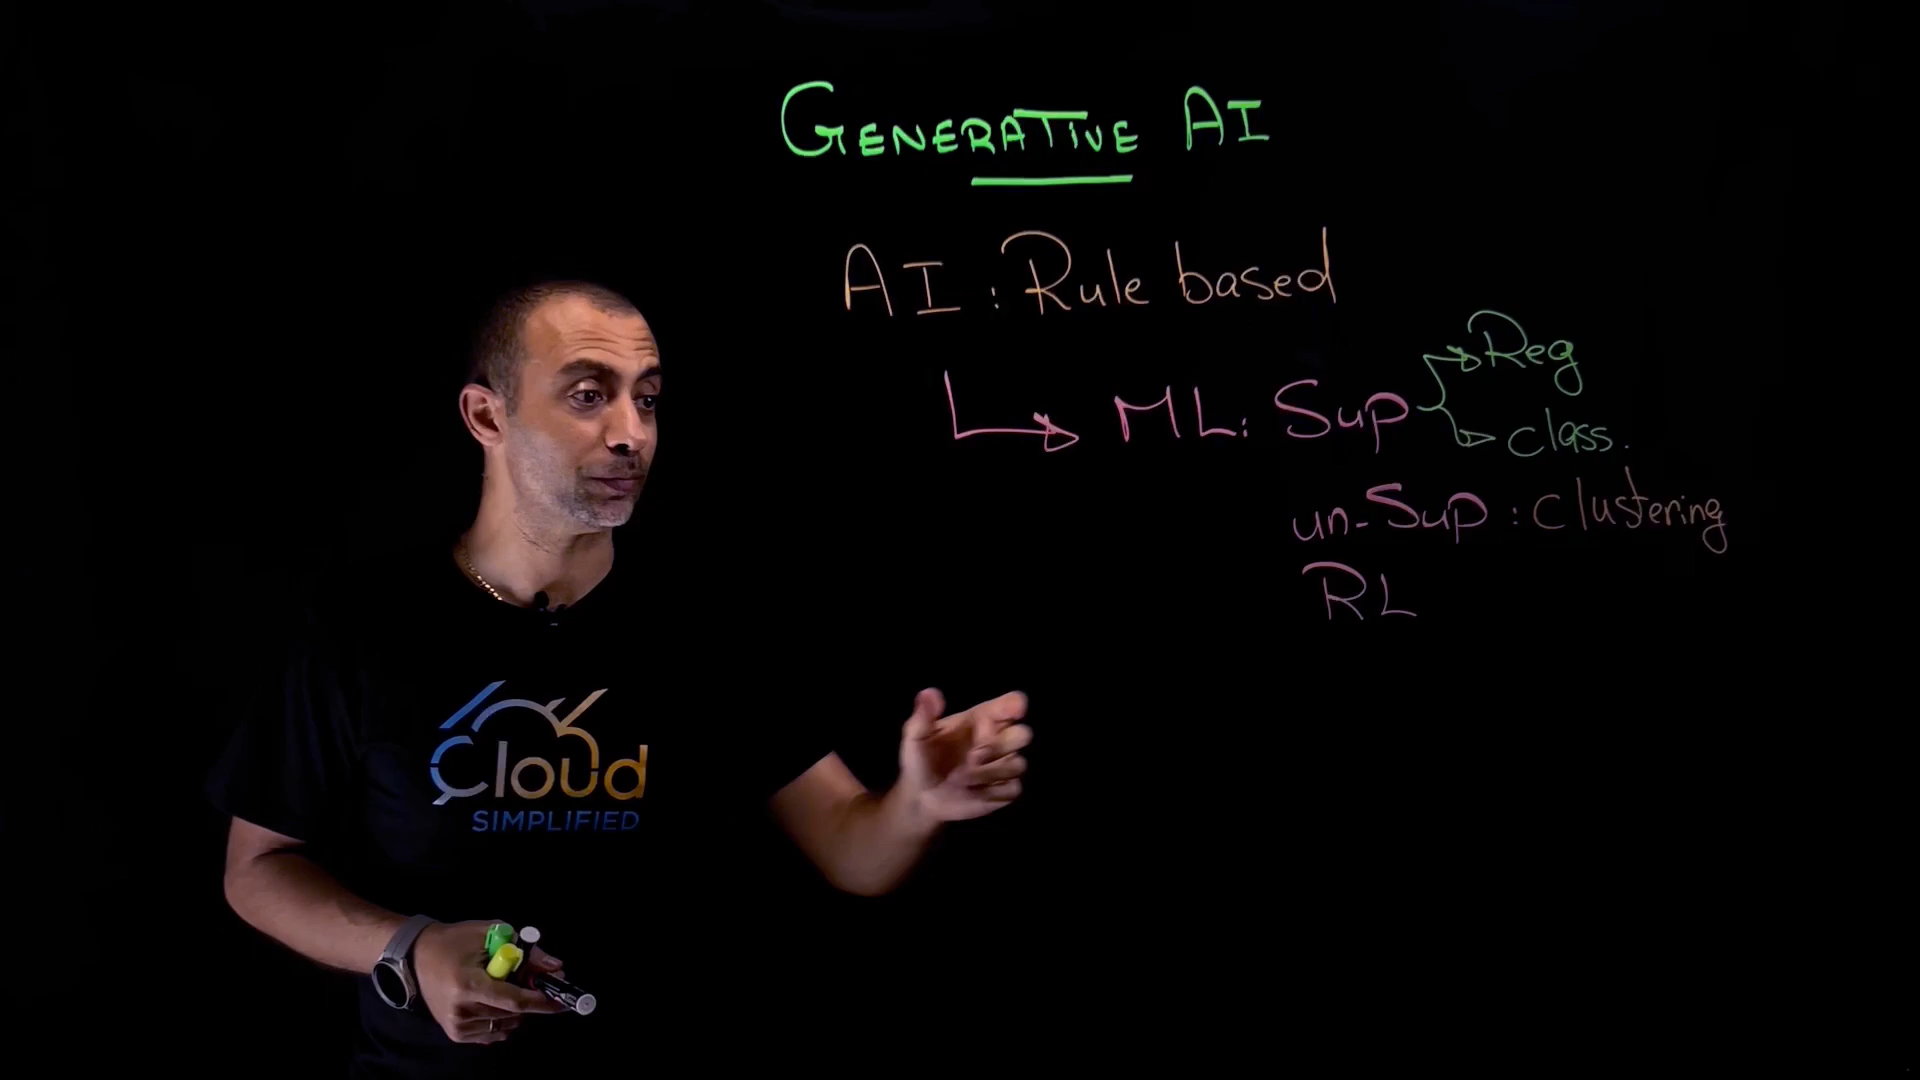 GENERATIVE AI
AI : Rule based
ML : Sup
Reg
class.
un-Sup : clustering
RL
Cloud
SIMPLIFIED